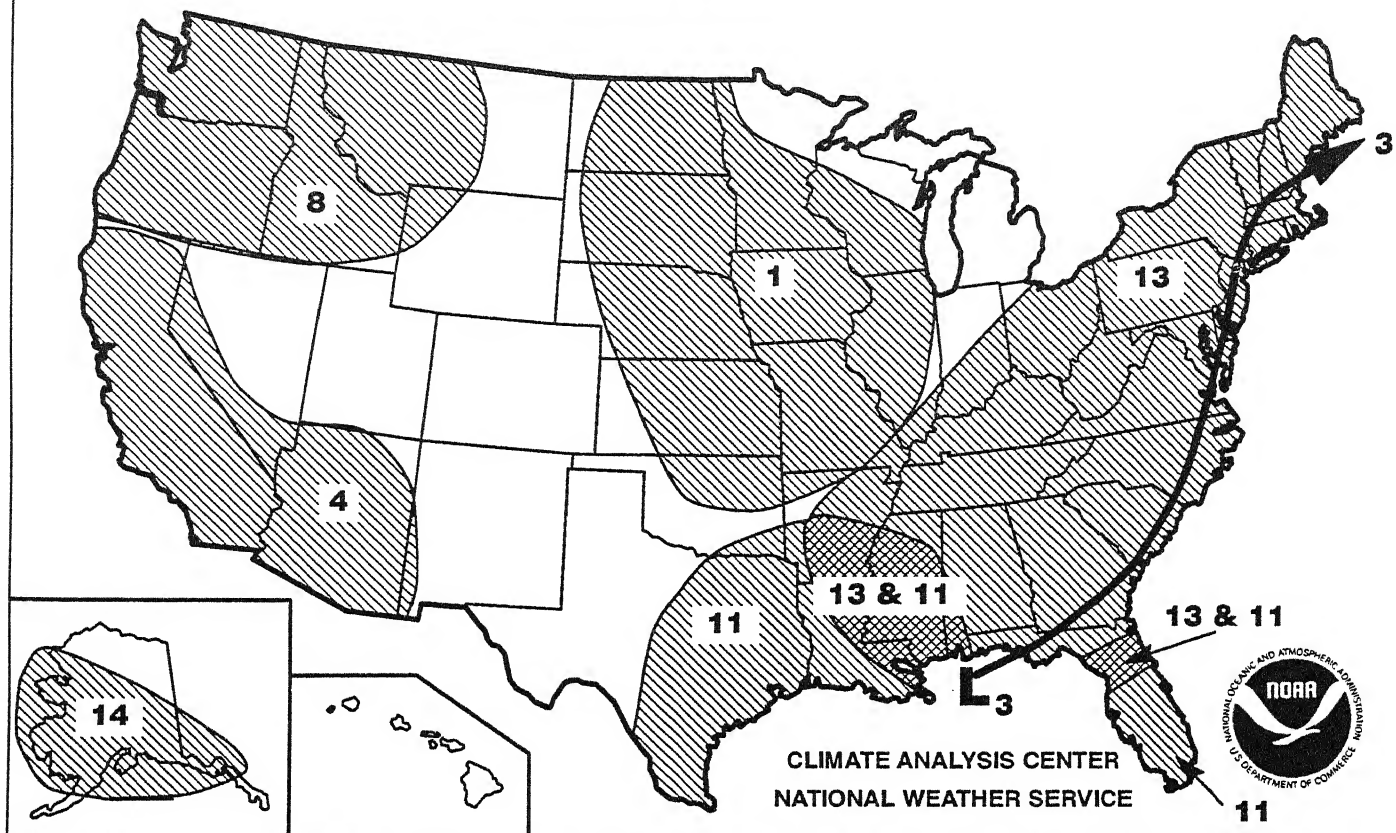 3
8
1
13
4
13 & 11
11
13 & 11
L3
14
CLIMATE ANALYSIS CENTER
NATIONAL WEATHER SERVICE
11
NATIONAL OCEANIC AND ATMOSPHERIC ADMINISTRATION
NOAA
U S DEPARTMENT OF COMMERCE